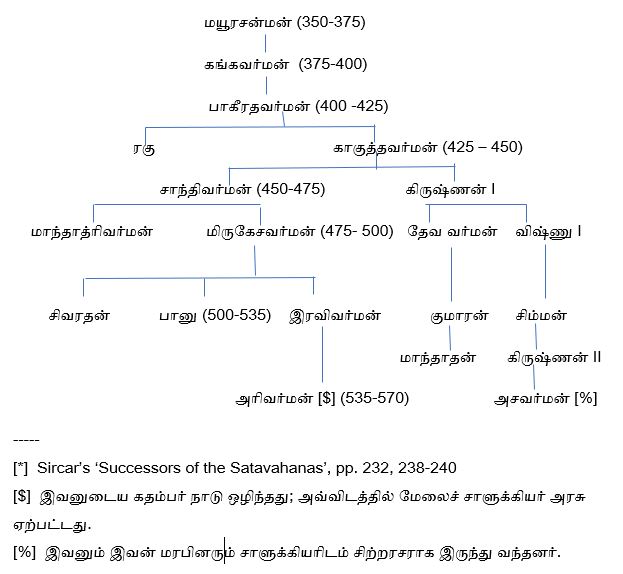 மயூரசன்மன் (350-375)
கங்கவர்மன்  (375-400)
பாகீரதவர்மன் (400 -425)
ரகு காகுத்தவர்மன் (425 – 450)
சாந்திவர்மன் (450-475) கிருஷ்ணன் I
மாந்தாத்ரிவர்மன் மிருகேசவர்மன் (475- 500) தேவ வர்மன் விஷ்ணு I
சிவரதன் பானு (500-535) இரவிவர்மன் குமாரன் சிம்மன்
மாந்தாதன் கிருஷ்ணன் II
அரிவர்மன் [$] (535-570) அசவர்மன் [%]
-----
[*]  Sircar’s ‘Successors of the Satavahanas’, pp. 232, 238-240
[$]  இவனுடைய கதம்பர் நாடு ஒழிந்தது; அவ்விடத்தில் மேலைச் சாளுக்கியர் அரசு
ஏற்பட்டது.
[%]  இவனும் இவன் மரபினரும் சாளுக்கியரிடம் சிற்றரசராக இருந்து வந்தனர்.